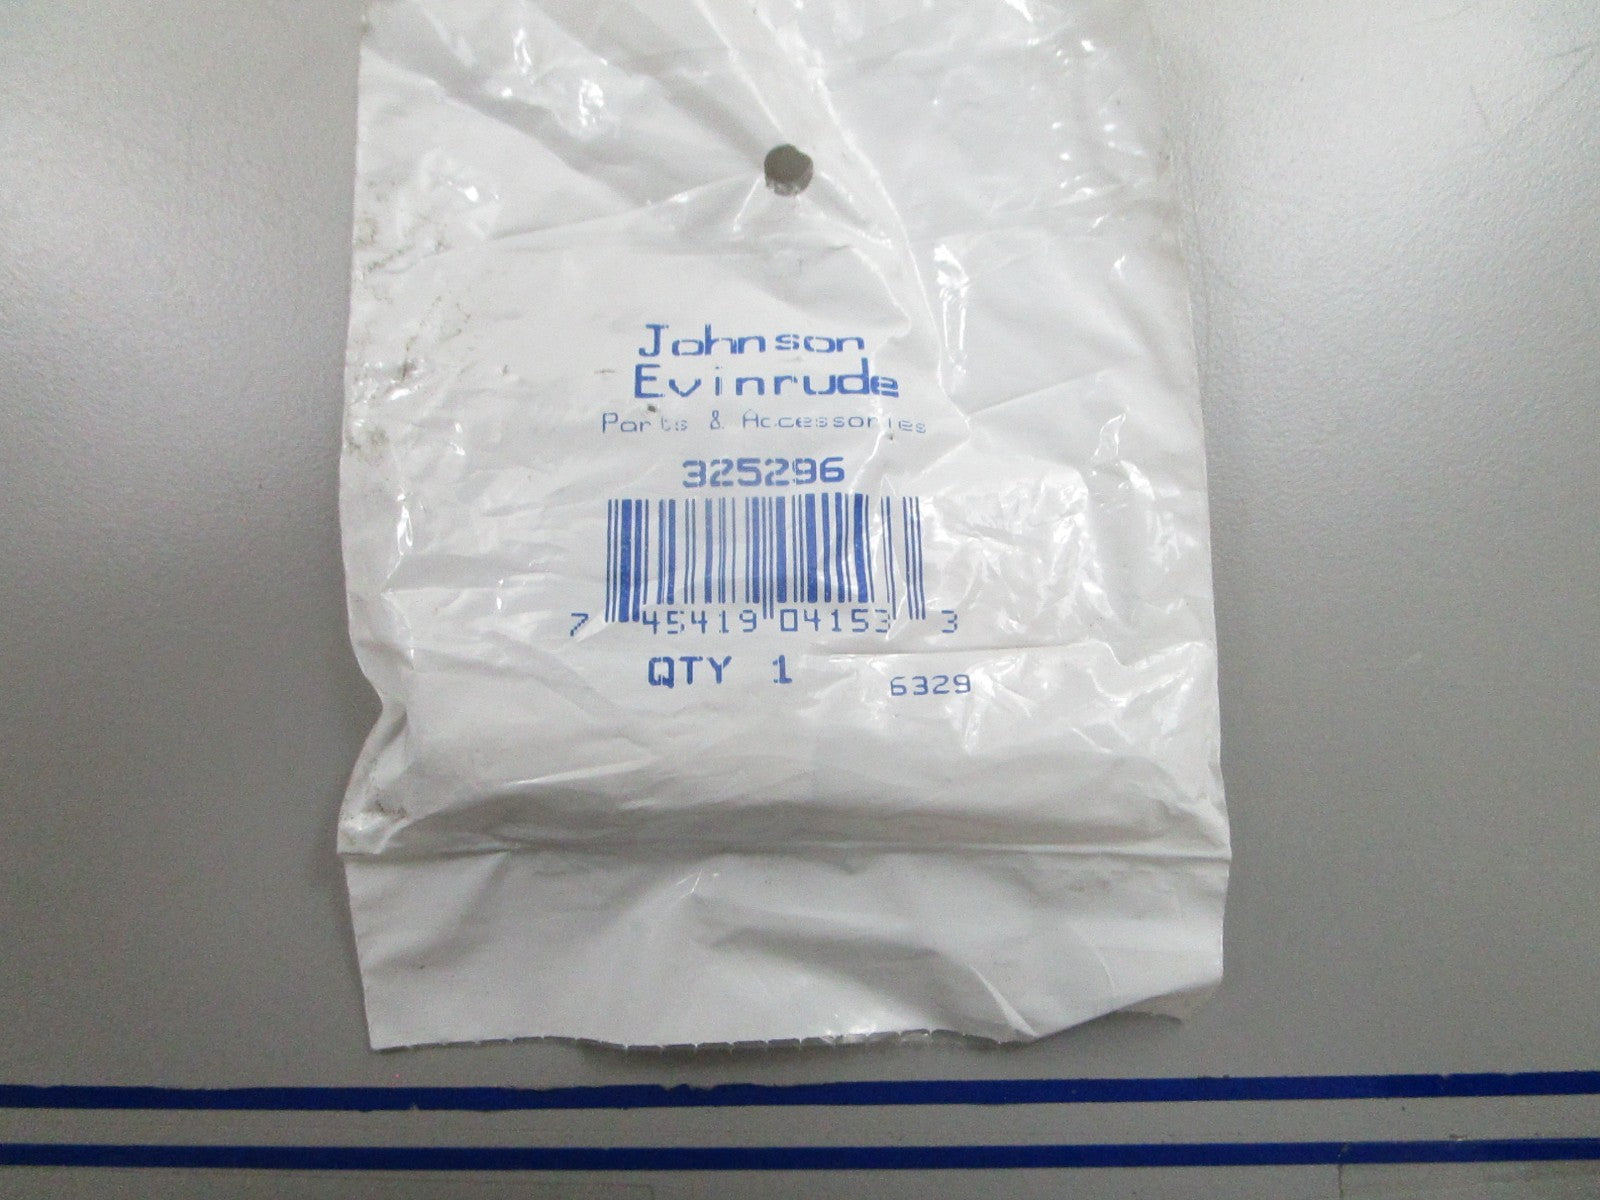 Johnson
Evinrude
Parts & Accessories
325296
7 45419 04153 3
QTY 1
6329